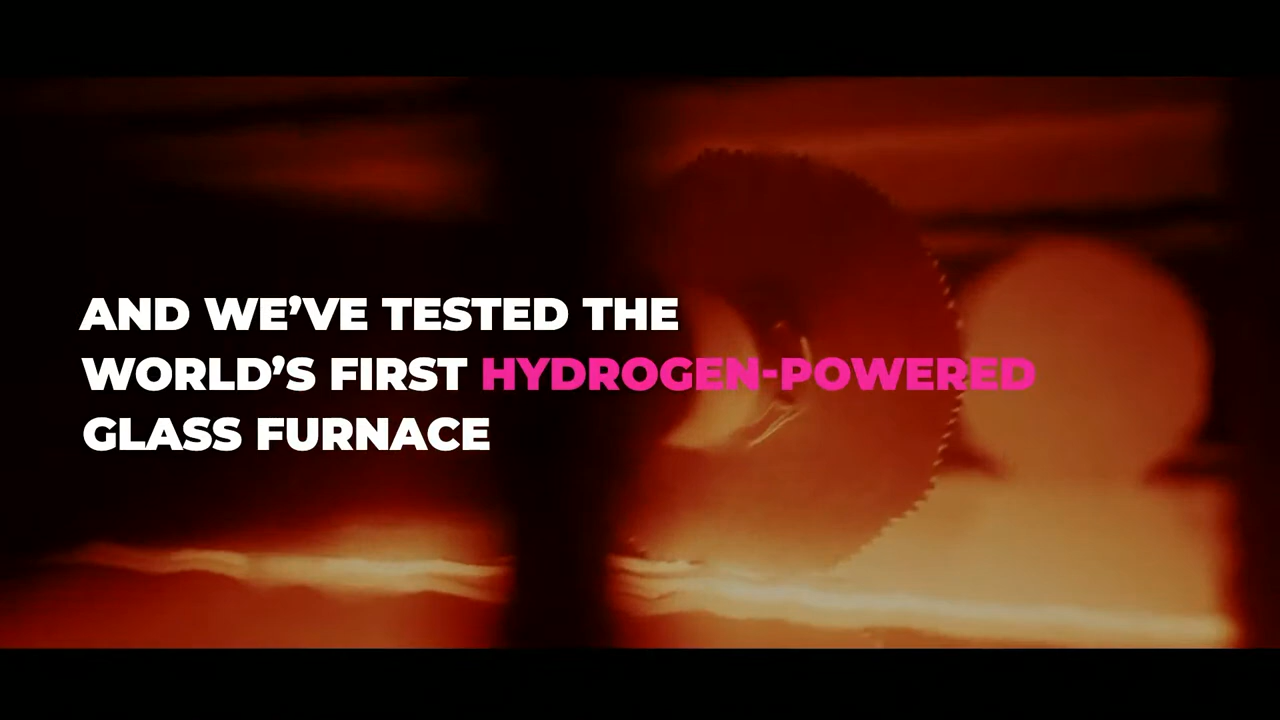 AND WE’VE TESTED THE
WORLD’S FIRST HYDROGEN-POWERED
GLASS FURNACE